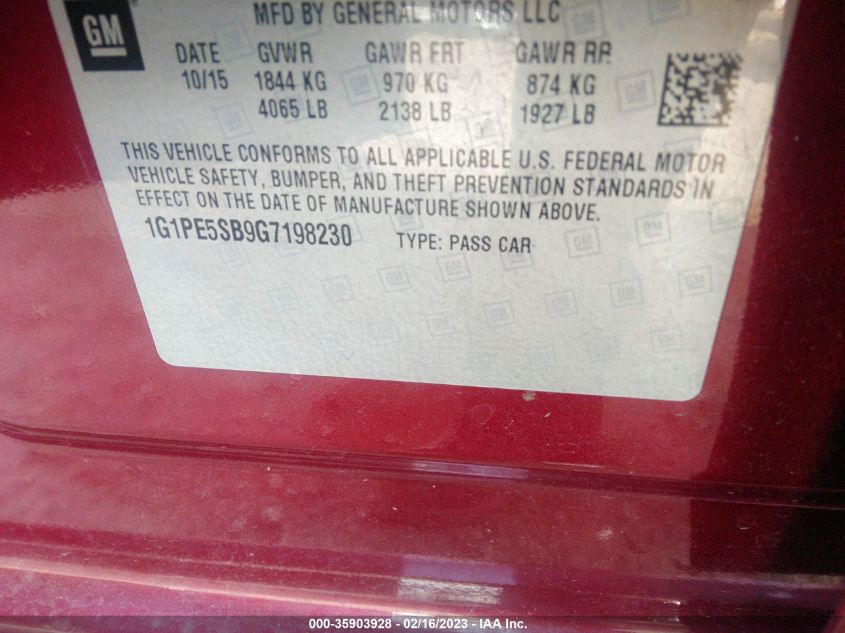 MFD BY GENERAL MOTORS LLC
GM
DATE GVWR GAWR FRT GAWR RR
10/15 1844 KG 970 KG 874 KG
4065 LB 2138 LB 1927 LB
THIS VEHICLE CONFORMS TO ALL APPLICABLE U.S. FEDERAL MOTOR
VEHICLE SAFETY, BUMPER, AND THEFT PREVENTION STANDARDS IN
EFFECT ON THE DATE OF MANUFACTURE SHOWN ABOVE.
1G1PE5SB9G7198230 TYPE: PASS CAR
000-35903928 - 02/16/2023 - IAA Inc.